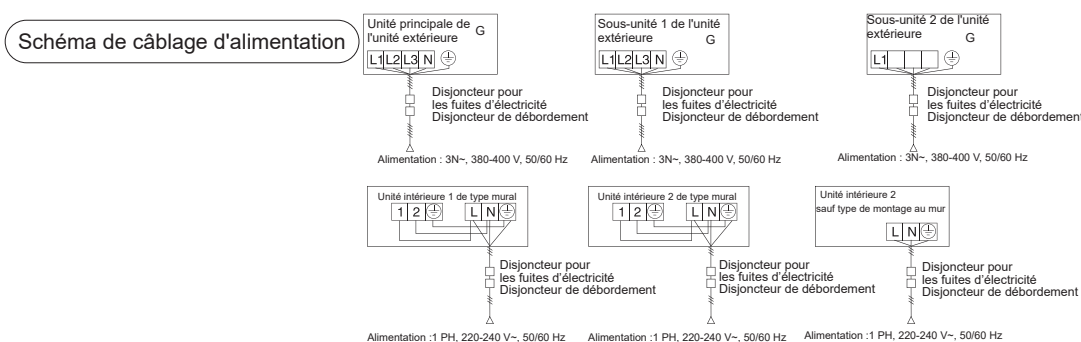 Schéma de câblage d'alimentation
Unité principale de
l'unité extérieure
G
L1 L2 L3 N
Disjoncteur pour
les fuites d'électricité
Disjoncteur de débordement
Alimentation : 3N~, 380-400 V, 50/60 Hz
Sous-unité 1 de l'unité
extérieure
G
L1 L2 L3 N
Disjoncteur pour
les fuites d'électricité
Disjoncteur de débordement
Alimentation : 3N~, 380-400 V, 50/60 Hz
Sous-unité 2 de l'unité
extérieure
G
L1
Disjoncteur pour
les fuites d'électricité
Disjoncteur de débordement
Alimentation : 3N~, 380-400 V, 50/60 Hz
Unité intérieure 1 de type mural
1 2 L N
Disjoncteur pour
les fuites d'électricité
Disjoncteur de débordement
Alimentation :1 PH, 220-240 V~, 50/60 Hz
Unité intérieure 2 de type mural
1 2 L N
Disjoncteur pour
les fuites d'électricité
Disjoncteur de débordement
Alimentation :1 PH, 220-240 V~, 50/60 Hz
Unité intérieure 2
sauf type de montage au mur
L N
Disjoncteur pour
les fuites d'électricité
Disjoncteur de débordement
Alimentation :1 PH, 220-240 V~, 50/60 Hz